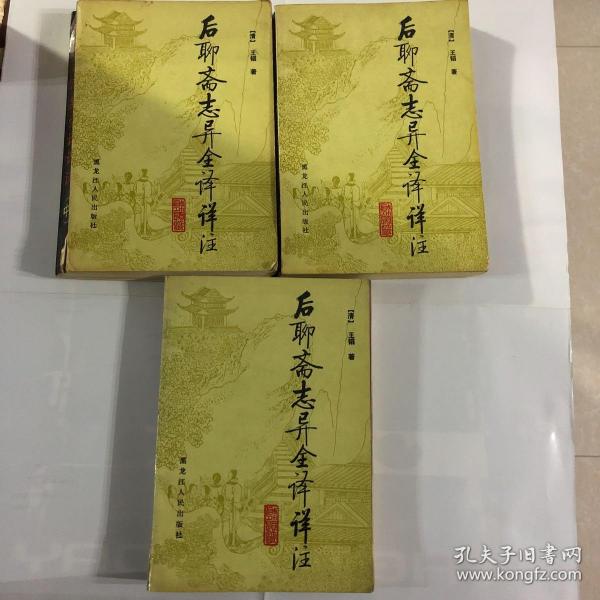 [清] 王韬 著
后聊斋志异全译详注
黑龙江人民出版社
[清] 王韬 著
后聊斋志异全译详注
黑龙江人民出版社
[清] 王韬 著
后聊斋志异全译详注
黑龙江人民出版社
孔夫子旧书网
www.kongfz.com